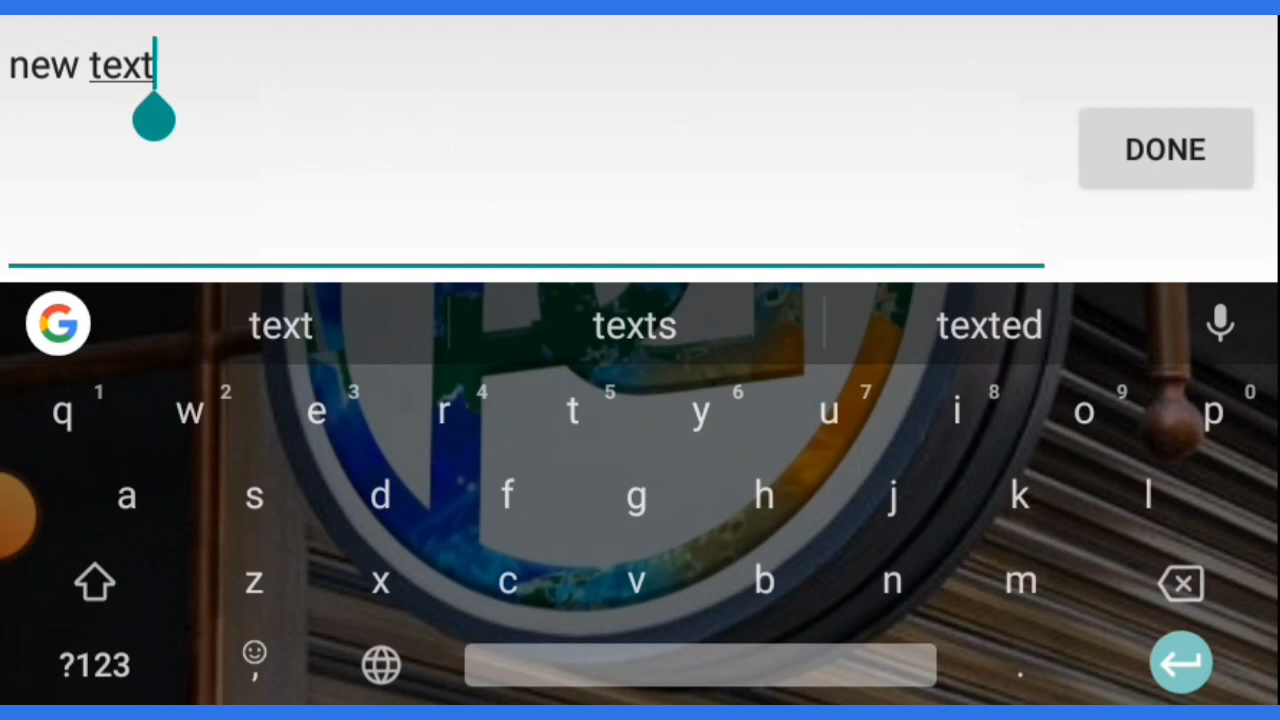 new text
DONE
text texts texted
q 1 w 2 e 3 r 4 t 5 y 6 u 7 i 8 o 9 p 0
a s d f g h j k l
z x c v b n m
?123 , .